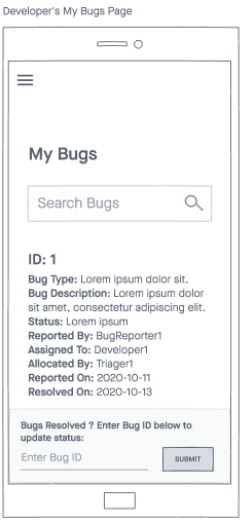 Developer's My Bugs Page
My Bugs
Search Bugs
ID: 1
Bug Type: Lorem ipsum dolor sit.
Bug Description: Lorem ipsum dolor
sit amet, consectetur adipiscing elit.
Status: Lorem ipsum
Reported By: BugReporter1
Assigned To: Developer1
Allocated By: Triager1
Reported On: 2020-10-11
Resolved On: 2020-10-13
Bugs Resolved ? Enter Bug ID below to
update status:
Enter Bug ID
SUBMIT